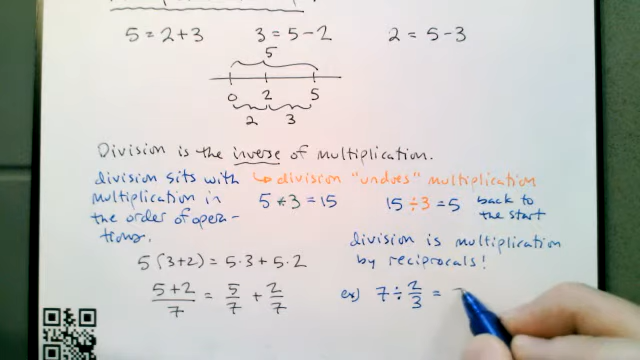 5 = 2+3   3 = 5-2   2 = 5-3
5
0 2 5
2 3
Division is the inverse of multiplication.
division sits with
multiplication in
the order of opera-
tions.
↳ division "undoes" multiplication
5 * 3 = 15   15 ÷ 3 = 5
back to
the start
5(3+2) = 5·3 + 5·2
5+2/7 = 5/7 + 2/7
division is multiplication
by reciprocals!
ex) 7 ÷ 2/3 =